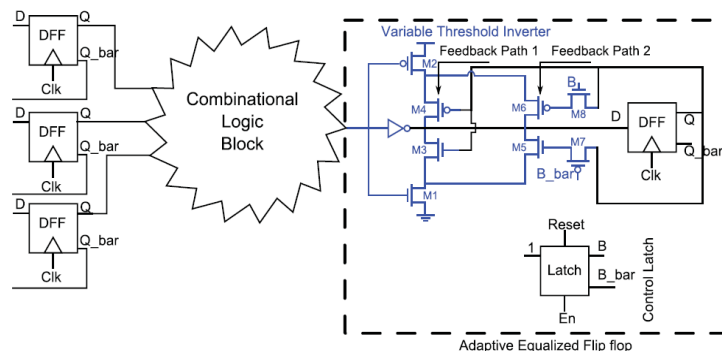 D
Q
DFF
Q_bar
Clk
D
Q
DFF
Q_bar
Clk
D
Q
DFF
Q_bar
Clk
Combinational
Logic
Block
Variable Threshold Inverter
Feedback Path 1
Feedback Path 2
M2
M4
M3
M1
M6
M5
B
M8
M7
B_bar
D
Q
DFF
Q_bar
Clk
Reset
1
B
Latch
B_bar
En
Control Latch
Adaptive Equalized Flip flop